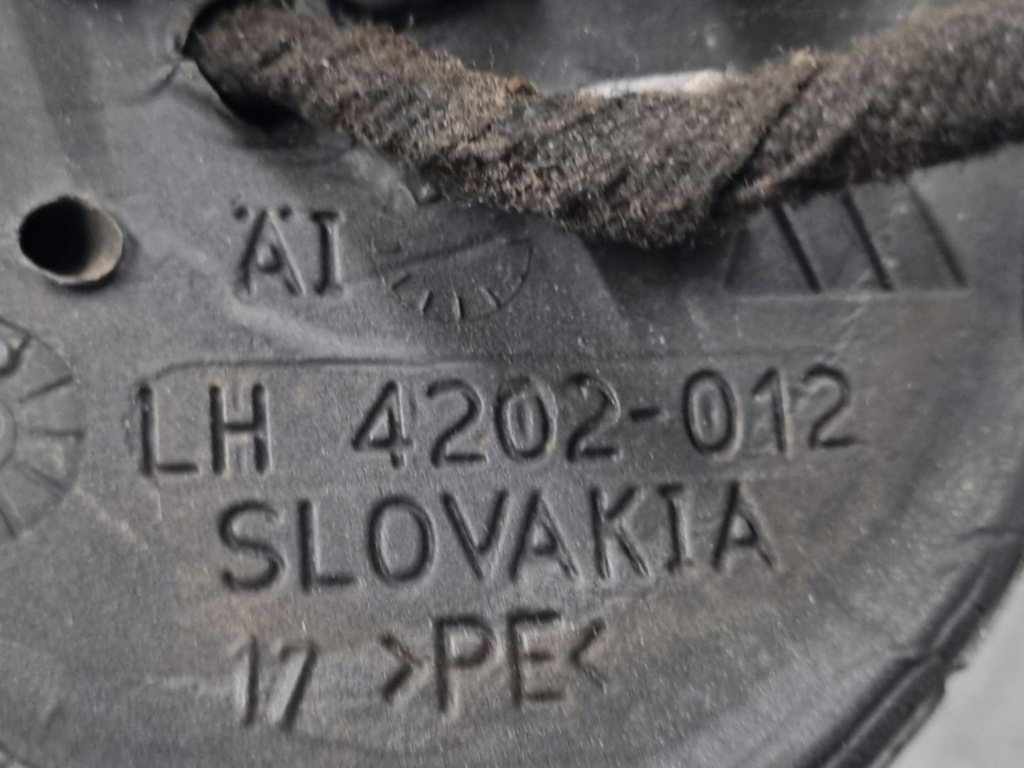 ÄI
LH 4202-012
SLOVAKIA
17 >PE<